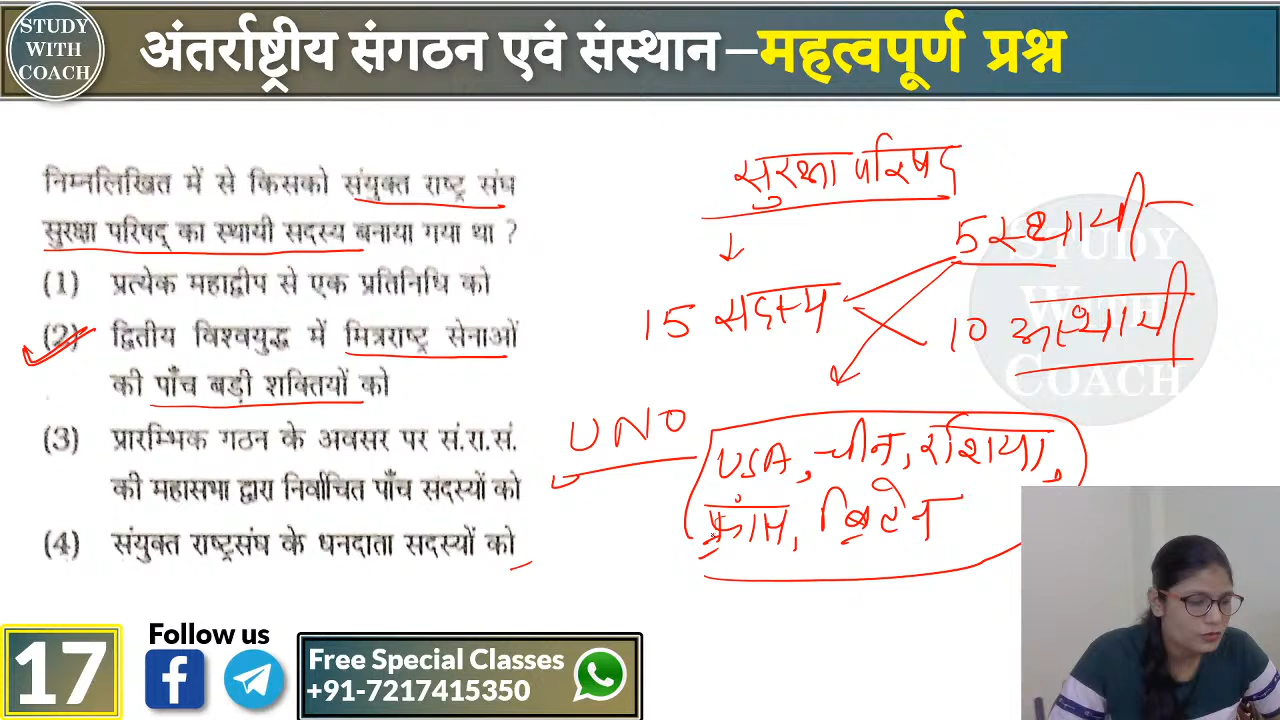 STUDY
WITH
COACH
अंतर्राष्ट्रीय संगठन एवं संस्थान–महत्वपूर्ण प्रश्न
निम्नलिखित में से किसको संयुक्त राष्ट्र संघ
सुरक्षा परिषद् का स्थायी सदस्य बनाया गया था ?
(1) प्रत्येक महाद्वीप से एक प्रतिनिधि को
(2) द्वितीय विश्वयुद्ध में मित्रराष्ट्र सेनाओं
की पाँच बड़ी शक्तियों को
(3) प्रारम्भिक गठन के अवसर पर सं.रा.सं.
की महासभा द्वारा निर्वाचित पाँच सदस्यों को
(4) संयुक्त राष्ट्रसंघ के धनदाता सदस्यों को
सुरक्षा परिषद
5 स्थायी
15 सदस्य
10 अस्थायी
UNO
USA, चीन, रशिया,
फ्रांस, ब्रिटेन
STUDY
WITH
COACH
17
Follow us
Free Special Classes
+91-7217415350